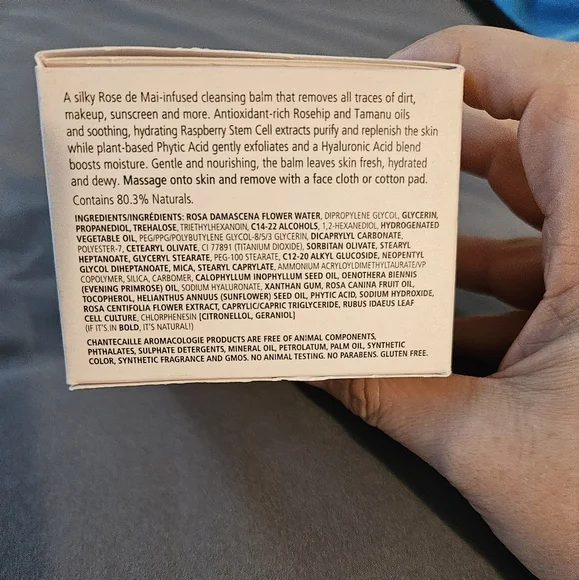 A silky Rose de Mai-infused cleansing balm that removes all traces of dirt,
makeup, sunscreen and more. Antioxidant-rich Rosehip and Tamanu oils
and soothing, hydrating Raspberry Stem Cell extracts purify and replenish the skin
while plant-based Phytic Acid gently exfoliates and a Hyaluronic Acid blend
boosts moisture. Gentle and nourishing, the balm leaves skin fresh, hydrated
and dewy. Massage onto skin and remove with a face cloth or cotton pad.
Contains 80.3% Naturals.
INGREDIENTS/INGRÉDIENTS: ROSA DAMASCENA FLOWER WATER, DIPROPYLENE GLYCOL, GLYCERIN,
PROPANEDIOL, TREHALOSE, TRIETHYLHEXANOIN, C14-22 ALCOHOLS, 1,2-HEXANEDIOL, HYDROGENATED
VEGETABLE OIL, PEG/PPG/POLYBUTYLENE GLYCOL-8/5/3 GLYCERIN, DICAPRYLYL CARBONATE,
POLYESTER-7, CETEARYL OLIVATE, CI 77891 (TITANIUM DIOXIDE), SORBITAN OLIVATE, STEARYL
HEPTANOATE, GLYCERYL STEARATE, PEG-100 STEARATE, C12-20 ALKYL GLUCOSIDE, NEOPENTYL
GLYCOL DIHEPTANOATE, MICA, STEARYL CAPRYLATE, AMMONIUM ACRYLOYLDIMETHYLTAURATE/VP
COPOLYMER, SILICA, CARBOMER, CALOPHYLLUM INOPHYLLUM SEED OIL, OENOTHERA BIENNIS
(EVENING PRIMROSE) OIL, SODIUM HYALURONATE, XANTHAN GUM, ROSA CANINA FRUIT OIL,
TOCOPHEROL, HELIANTHUS ANNUUS (SUNFLOWER) SEED OIL, PHYTIC ACID, SODIUM HYDROXIDE,
ROSA CENTIFOLIA FLOWER EXTRACT, CAPRYLIC/CAPRIC TRIGLYCERIDE, RUBUS IDAEUS LEAF
CELL CULTURE, CHLORPHENESIN [CITRONELLOL, GERANIOL]
(IF IT'S IN BOLD, IT'S NATURAL!)
CHANTECAILLE AROMACOLOGIE PRODUCTS ARE FREE OF ANIMAL COMPONENTS,
PHTHALATES, SULPHATE DETERGENTS, MINERAL OIL, PETROLATUM, PALM OIL, SYNTHETIC
COLOR, SYNTHETIC FRAGRANCE AND GMOS. NO ANIMAL TESTING. NO PARABENS. GLUTEN FREE.